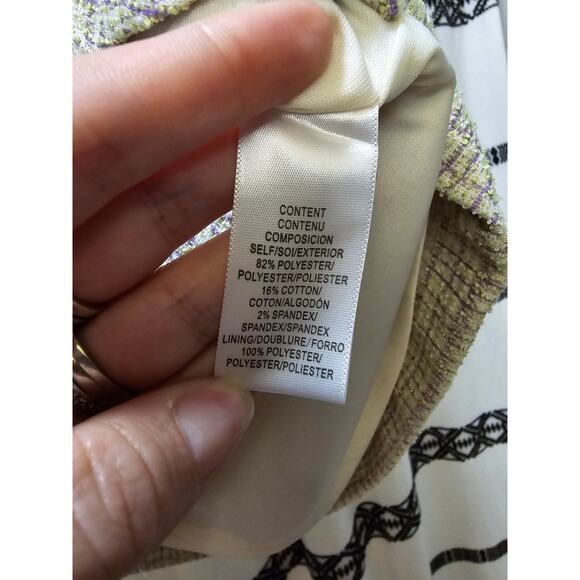 CONTENT
CONTENU
COMPOSICION
SELF/SOI/EXTERIOR
82% POLYESTER/
POLYESTER/POLIESTER
16% COTTON/
COTON/ALGODÓN
2% SPANDEX/
SPANDEX/SPANDEX
LINING/DOUBLURE/FORRO
100% POLYESTER/
POLYESTER/POLIESTER